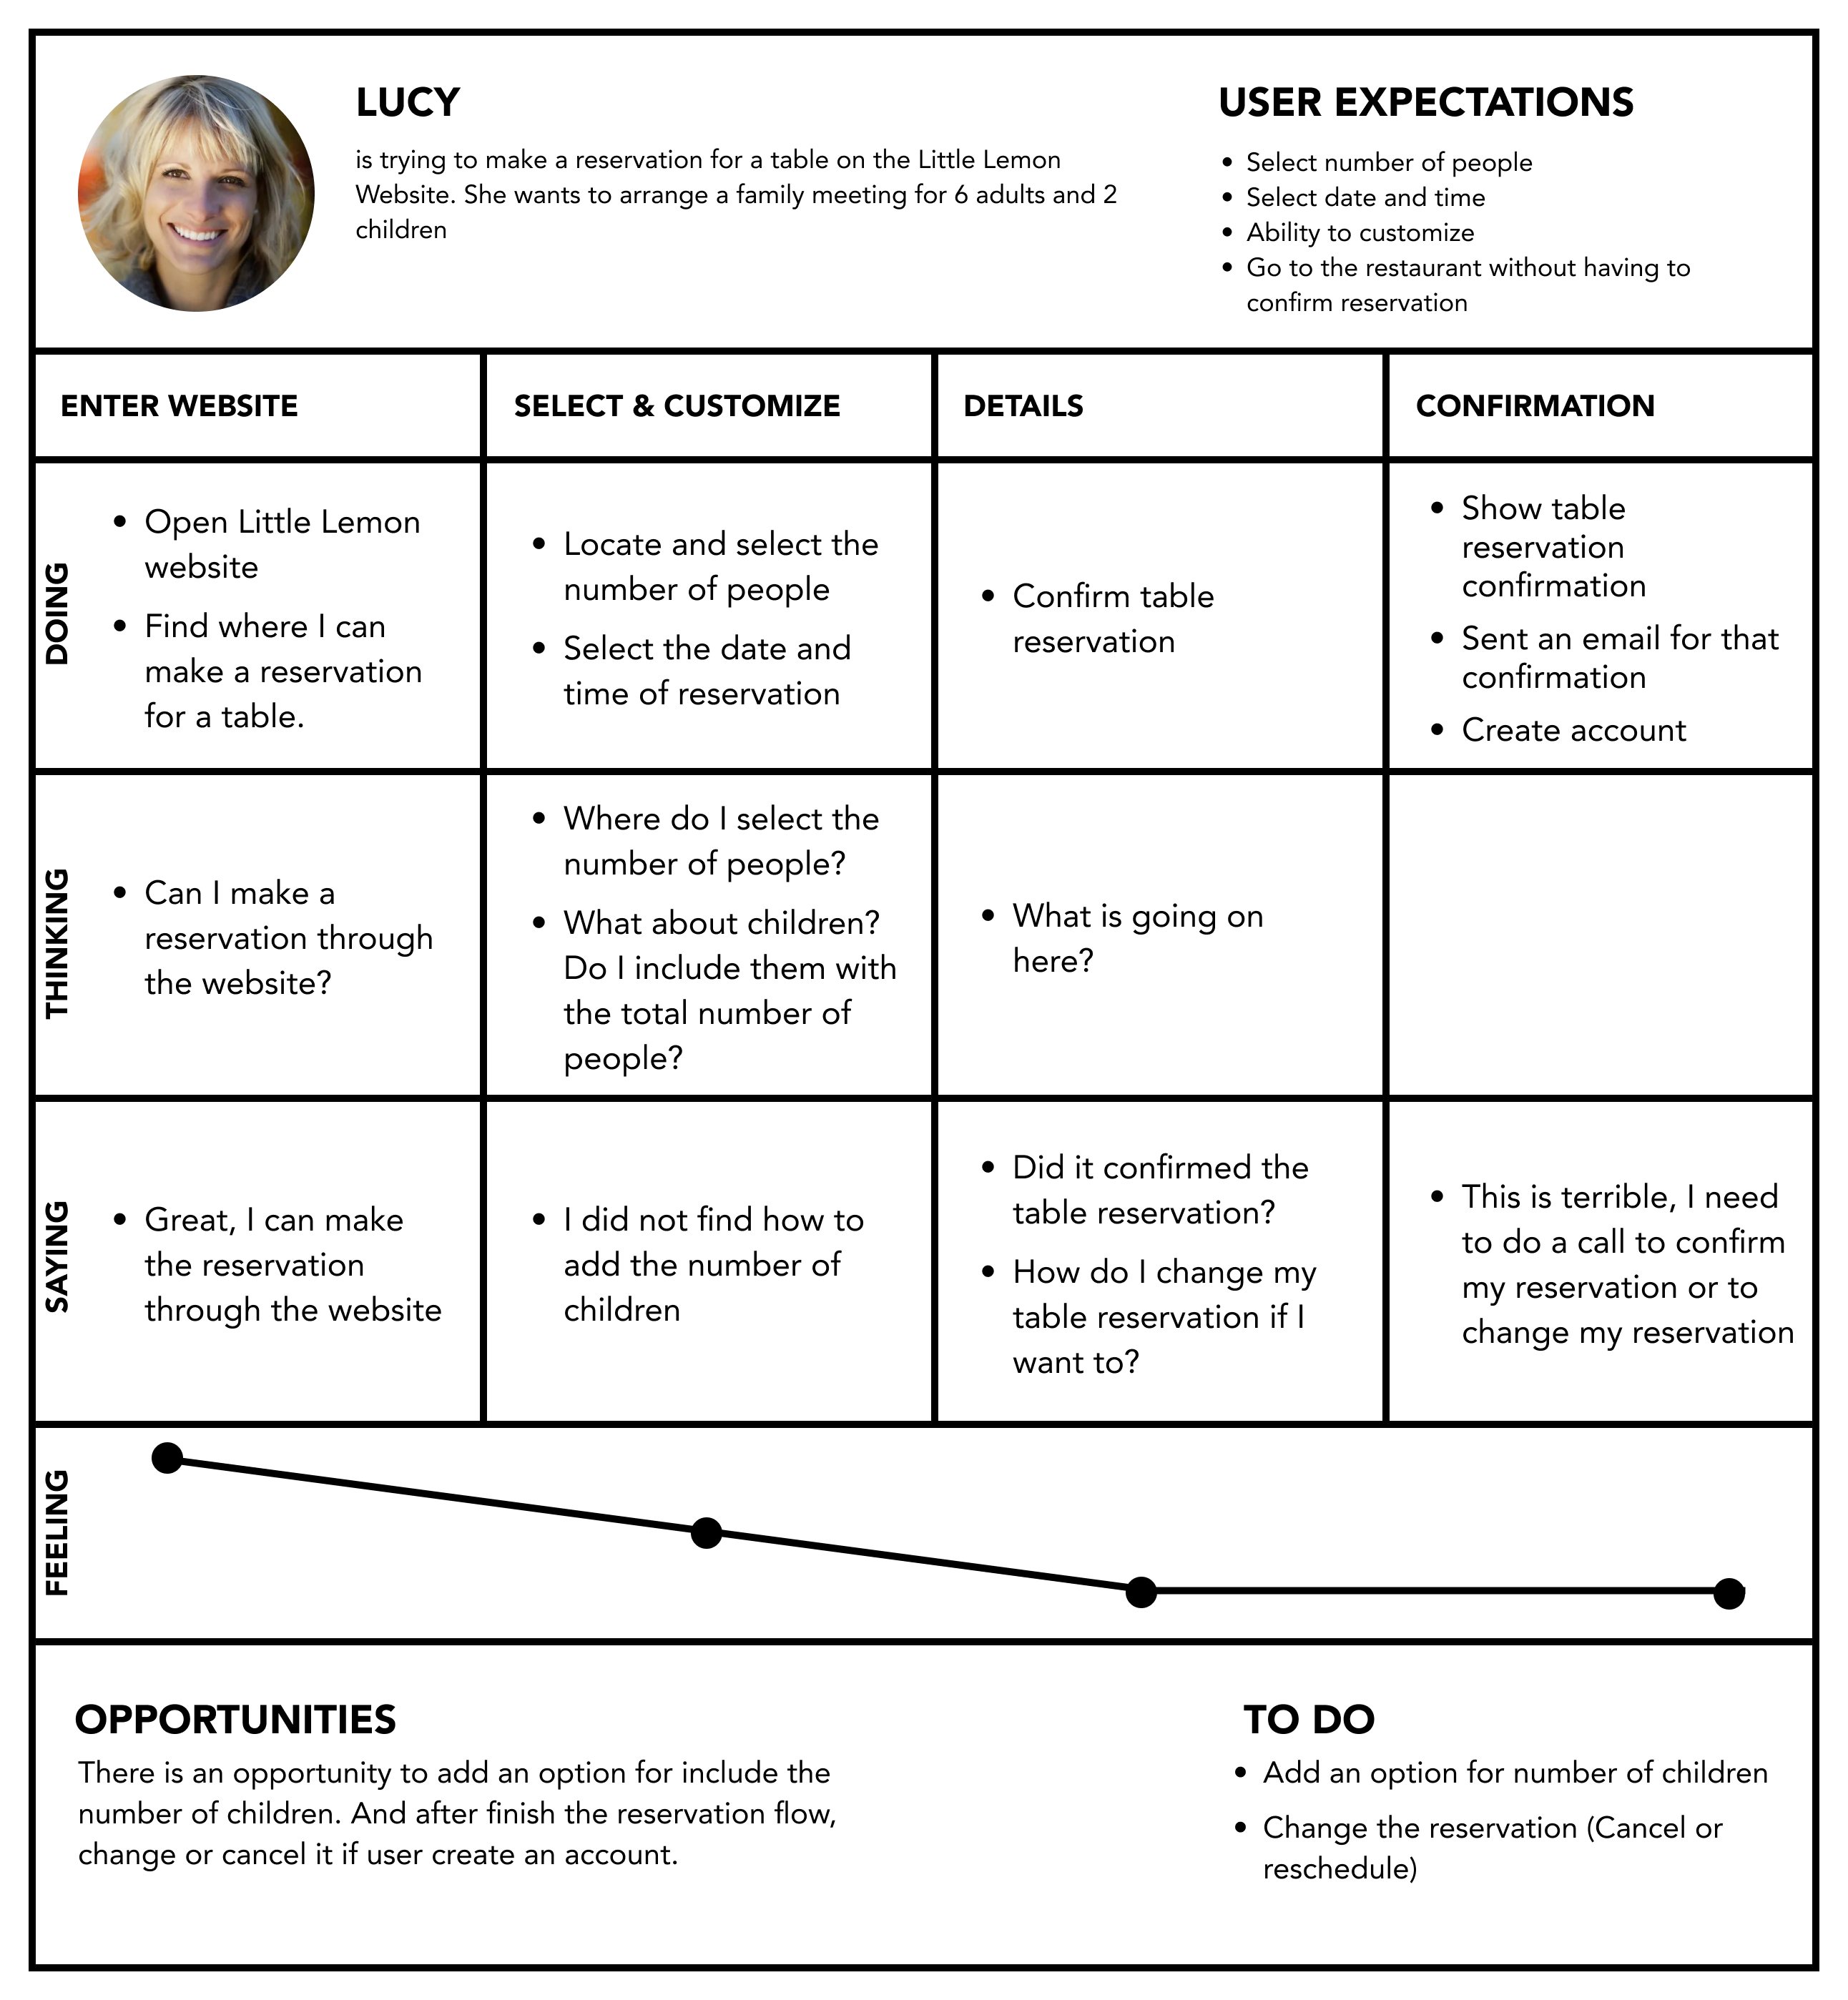 LUCY
is trying to make a reservation for a table on the Little Lemon
Website. She wants to arrange a family meeting for 6 adults and 2
children
USER EXPECTATIONS
• Select number of people
• Select date and time
• Ability to customize
• Go to the restaurant without having to
confirm reservation
ENTER WEBSITE
SELECT & CUSTOMIZE
DETAILS
CONFIRMATION
DOING
• Open Little Lemon
website
• Find where I can
make a reservation
for a table.
• Locate and select the
number of people
• Select the date and
time of reservation
• Confirm table
reservation
• Show table
reservation
confirmation
• Sent an email for that
confirmation
• Create account
THINKING
• Can I make a
reservation through
the website?
• Where do I select the
number of people?
• What about children?
Do I include them with
the total number of
people?
• What is going on
here?
SAYING
• Great, I can make
the reservation
through the website
• I did not find how to
add the number of
children
• Did it confirmed the
table reservation?
• How do I change my
table reservation if I
want to?
• This is terrible, I need
to do a call to confirm
my reservation or to
change my reservation
FEELING
OPPORTUNITIES
There is an opportunity to add an option for include the
number of children. And after finish the reservation flow,
change or cancel it if user create an account.
TO DO
• Add an option for number of children
• Change the reservation (Cancel or
reschedule)